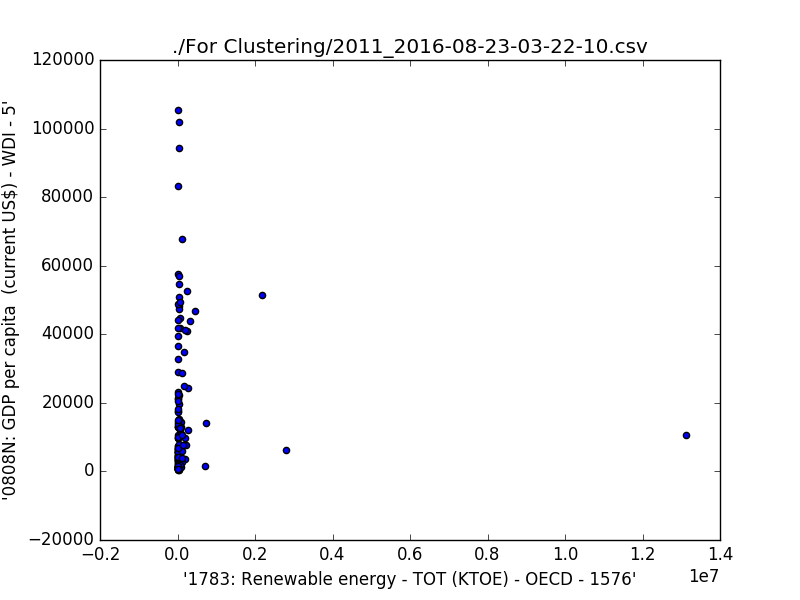 ./For Clustering/2011_2016-08-23-03-22-10.csv
120000
100000
80000
60000
40000
20000
0
−20000
'0808N: GDP per capita  (current US$) - WDI - 5'
−0.2 0.0 0.2 0.4 0.6 0.8 1.0 1.2 1.4
1e7
'1783: Renewable energy - TOT (KTOE) - OECD - 1576'